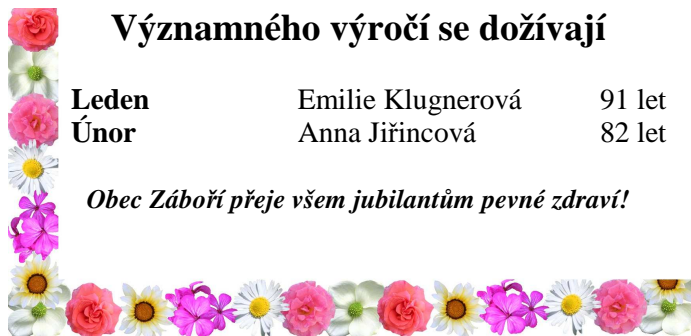 Významného výročí se dožívají
Leden Emilie Klugnerová 91 let
Únor Anna Jiřincová 82 let
Obec Záboří přeje všem jubilantům pevné zdraví!